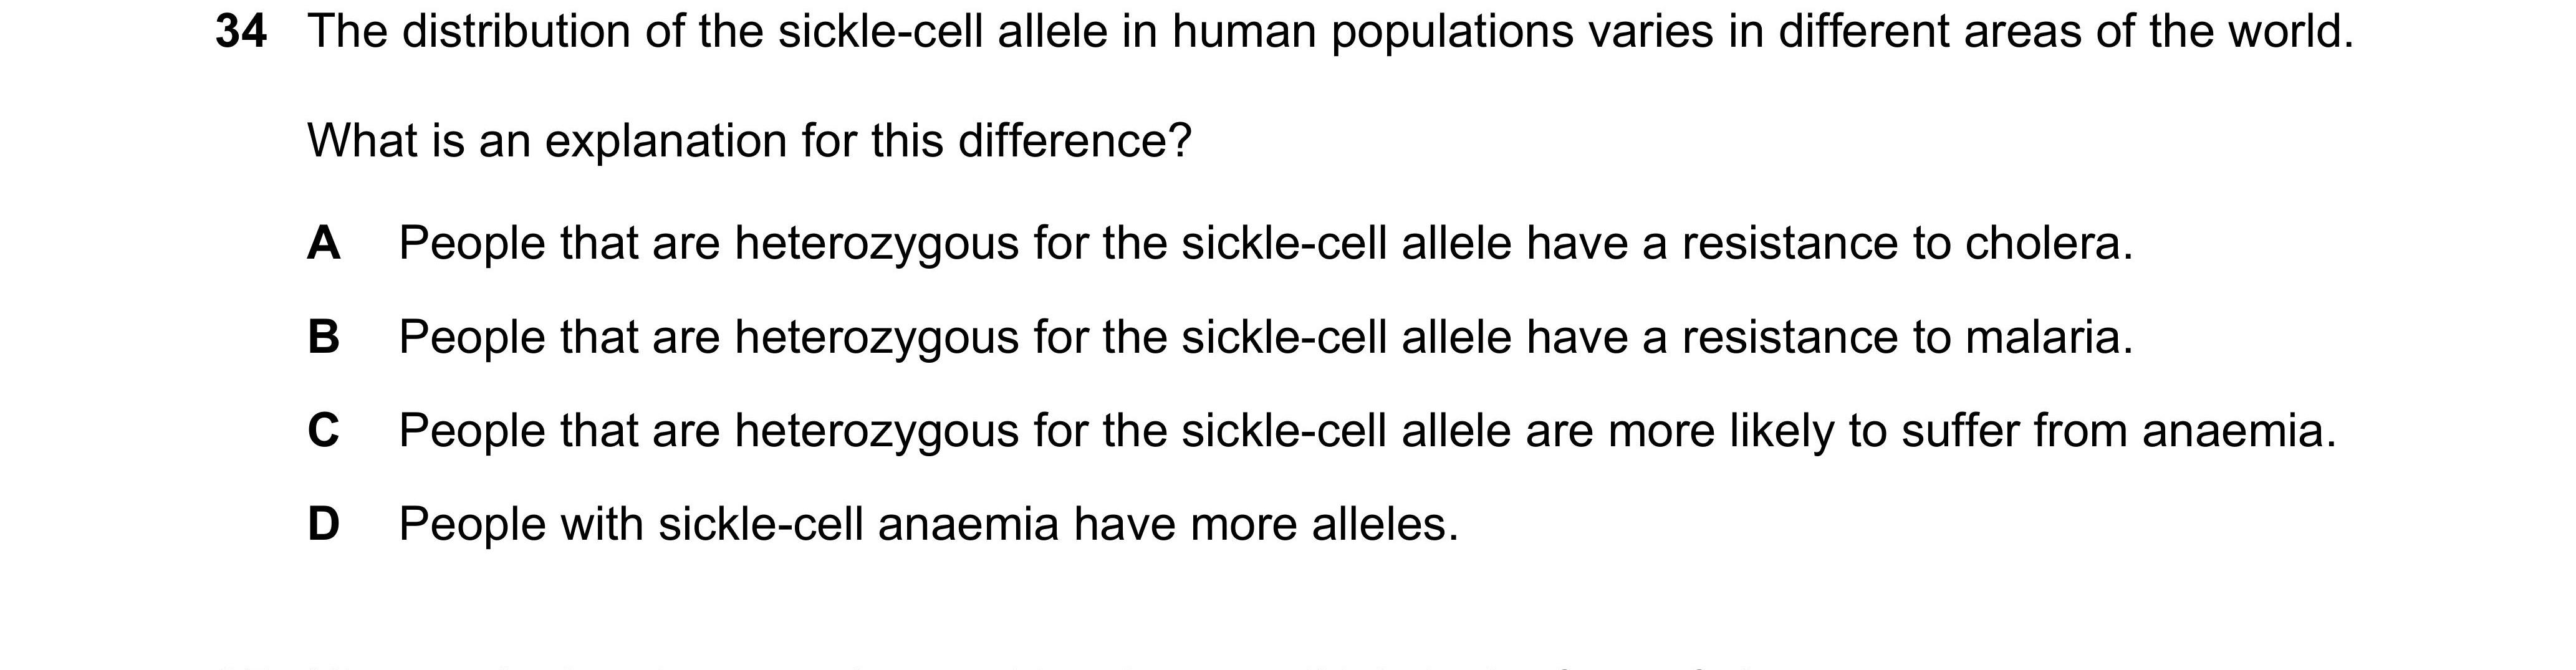 34 The distribution of the sickle-cell allele in human populations varies in different areas of the world.
What is an explanation for this difference?
A People that are heterozygous for the sickle-cell allele have a resistance to cholera.
B People that are heterozygous for the sickle-cell allele have a resistance to malaria.
C People that are heterozygous for the sickle-cell allele are more likely to suffer from anaemia.
D People with sickle-cell anaemia have more alleles.